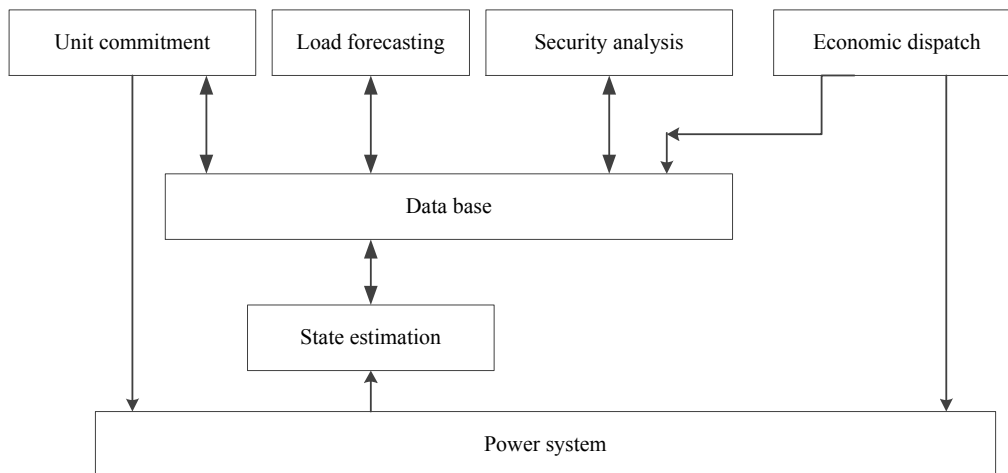 Unit commitment
Load forecasting
Security analysis
Economic dispatch
Data base
State estimation
Power system